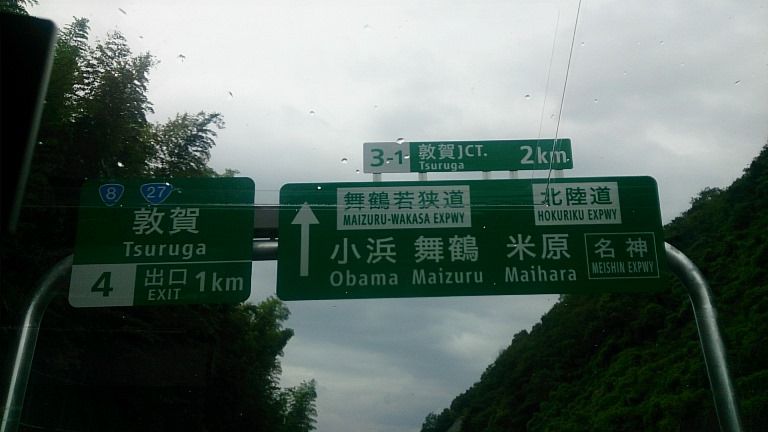 3-1 敦賀JCT. 2km
Tsuruga
8 27
敦賀
Tsuruga
4 出口 1km
EXIT
舞鶴若狭道 北陸道
MAIZURU-WAKASA EXPWY HOKURIKU EXPWY
小浜 舞鶴 米原 名神
Obama Maizuru Maihara MEISHIN EXPWY